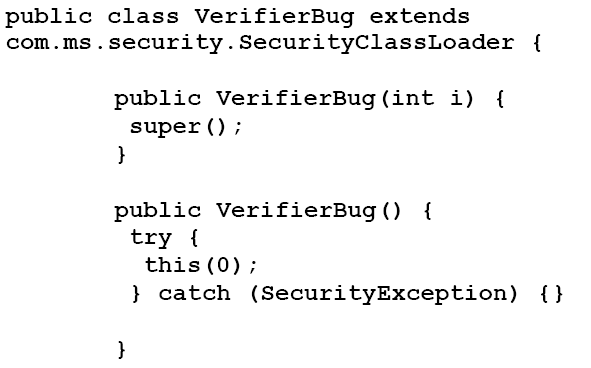 public class VerifierBug extends
com.ms.security.SecurityClassLoader {
public VerifierBug(int i) {
super();
}
public VerifierBug() {
try {
this(0);
} catch (SecurityException) {}
}